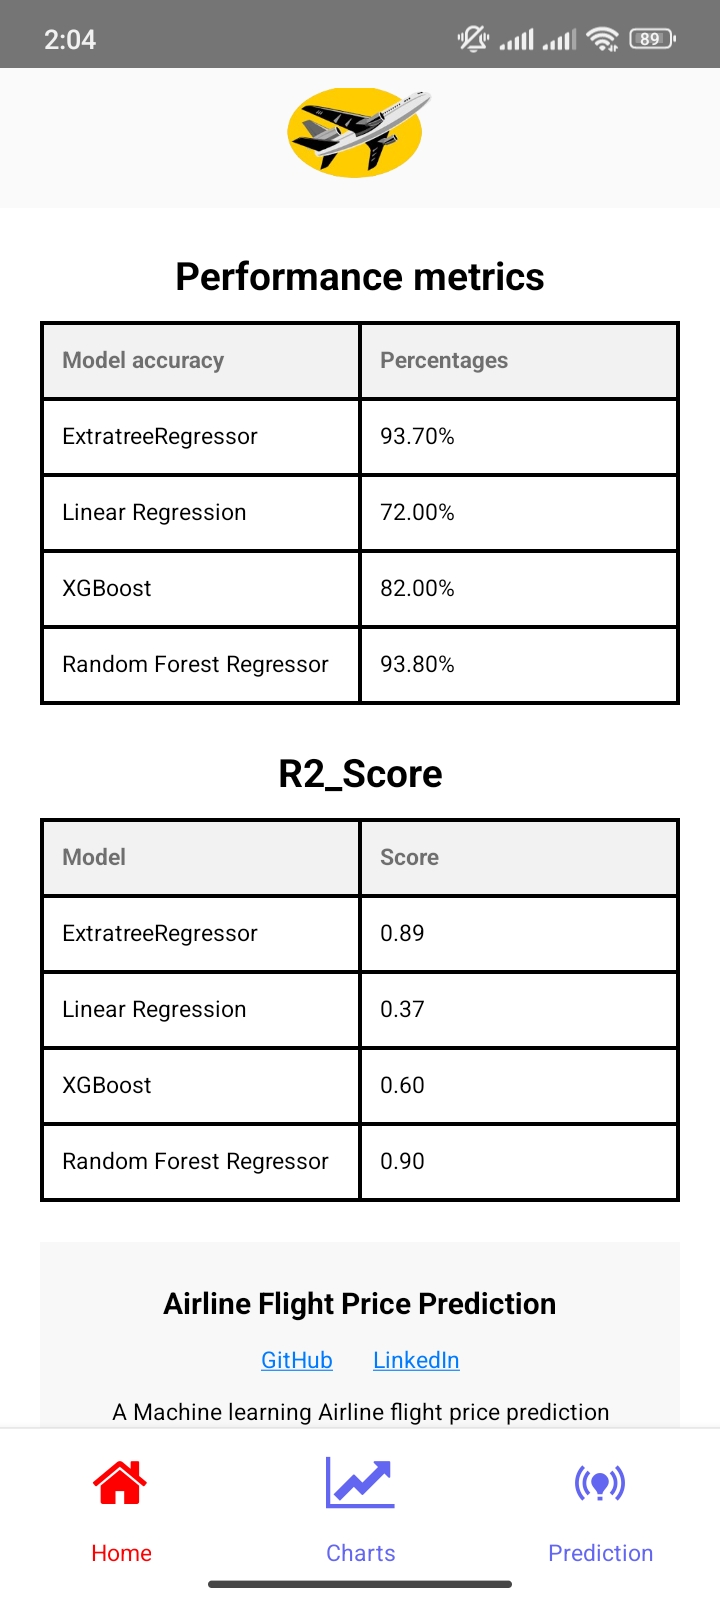 2:04
89
Performance metrics
Model accuracy Percentages
ExtratreeRegressor 93.70%
Linear Regression 72.00%
XGBoost 82.00%
Random Forest Regressor 93.80%
R2_Score
Model Score
ExtratreeRegressor 0.89
Linear Regression 0.37
XGBoost 0.60
Random Forest Regressor 0.90
Airline Flight Price Prediction
GitHub LinkedIn
A Machine learning Airline flight price prediction
Home Charts Prediction